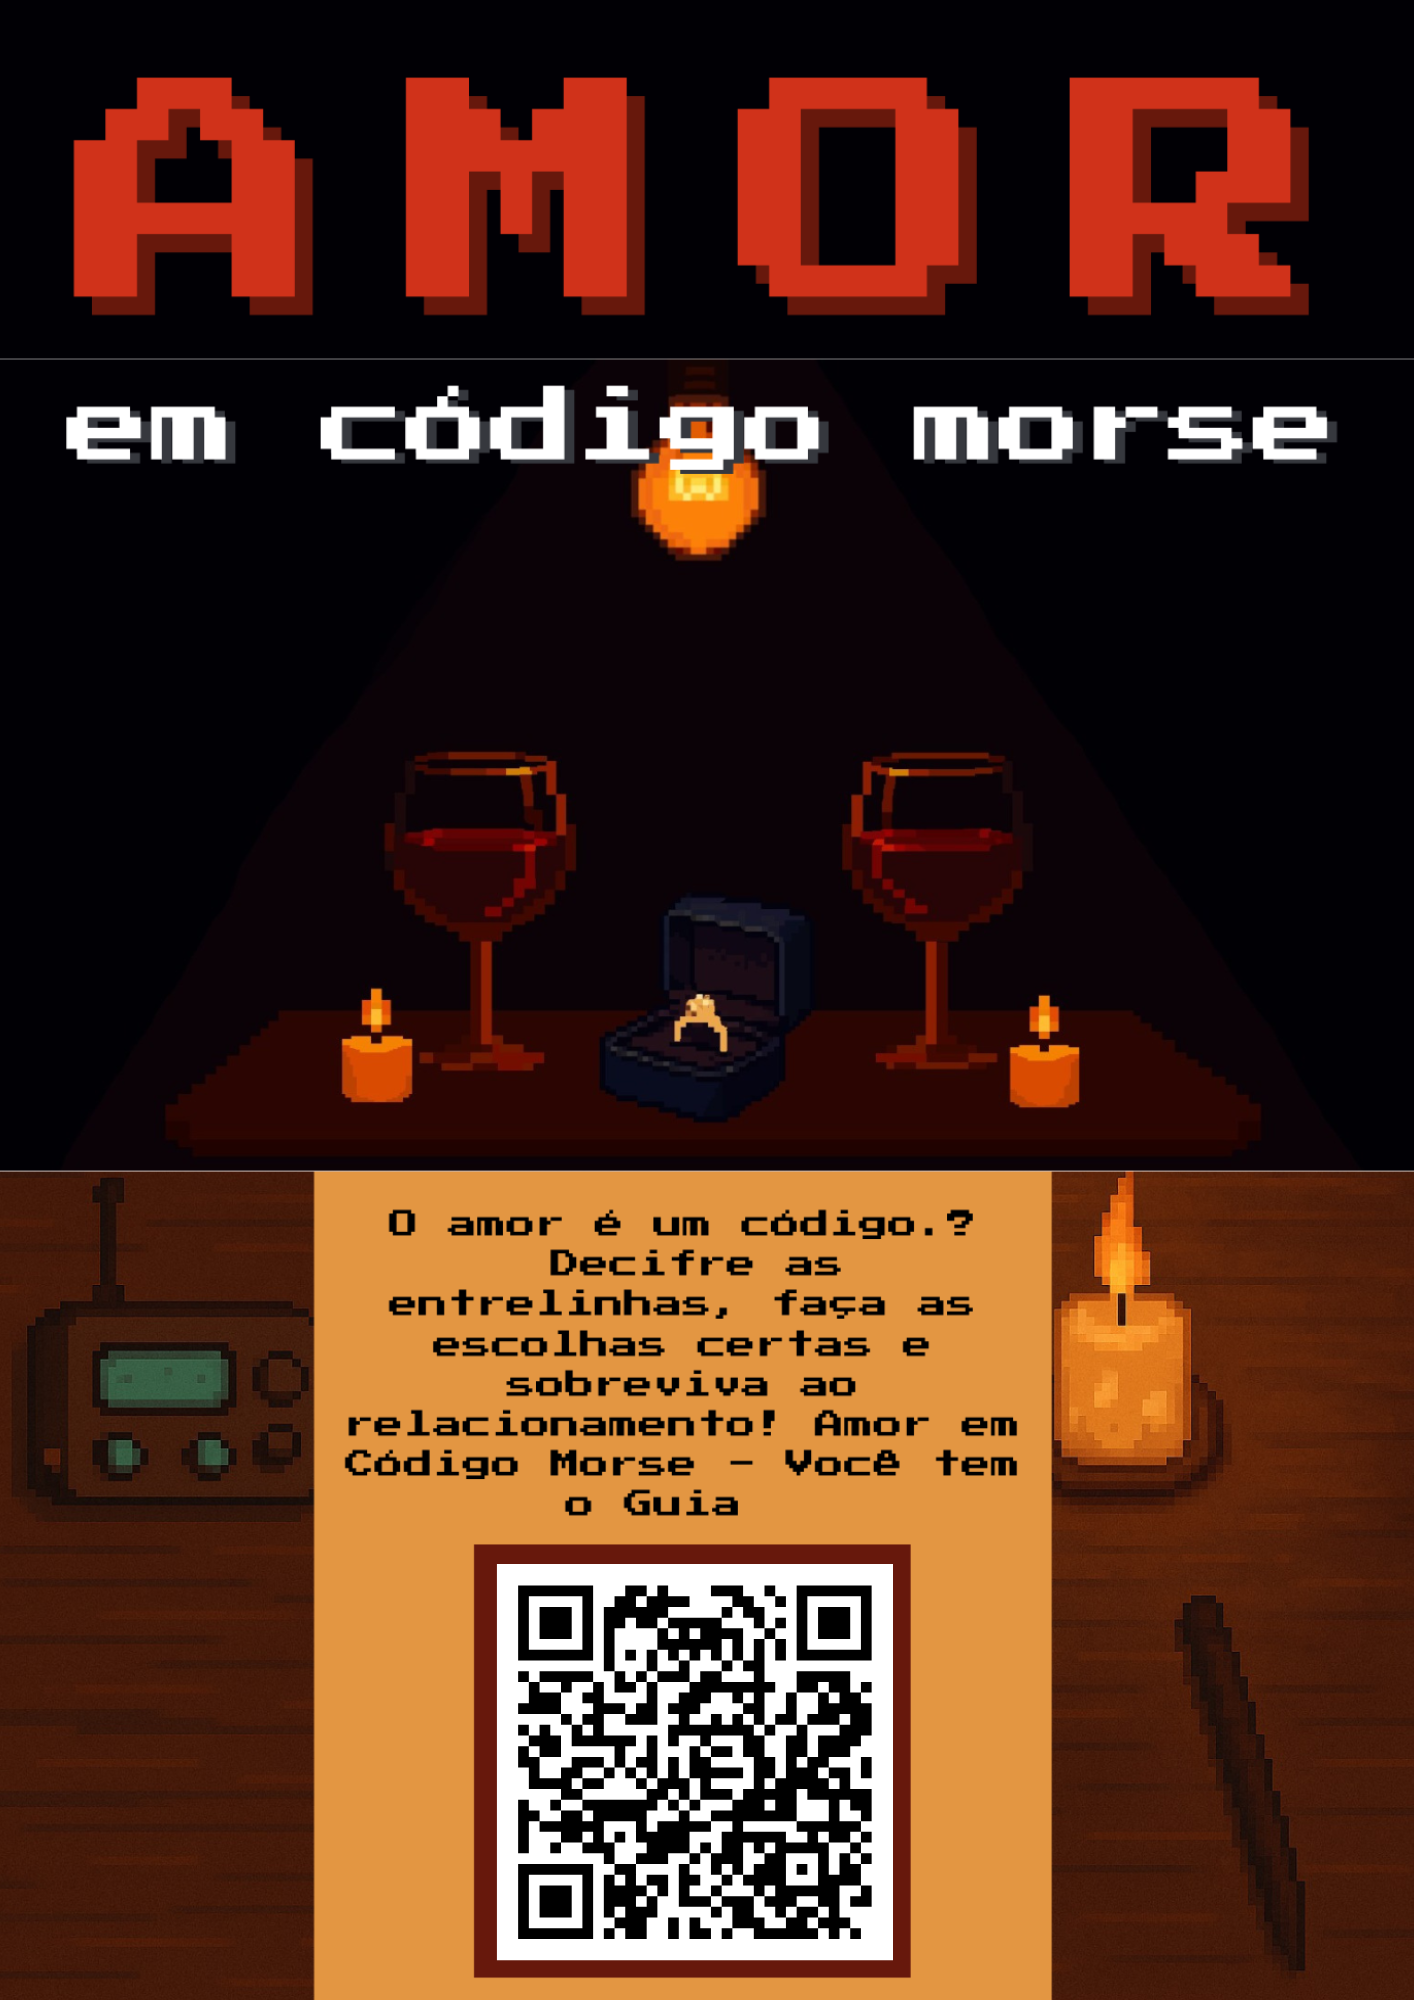 AMOR
em código morse
O amor é um código.?
Decifre as
entrelinhas, faça as
escolhas certas e
sobreviva ao
relacionamento! Amor em
Código Morse - Você tem
o Guia